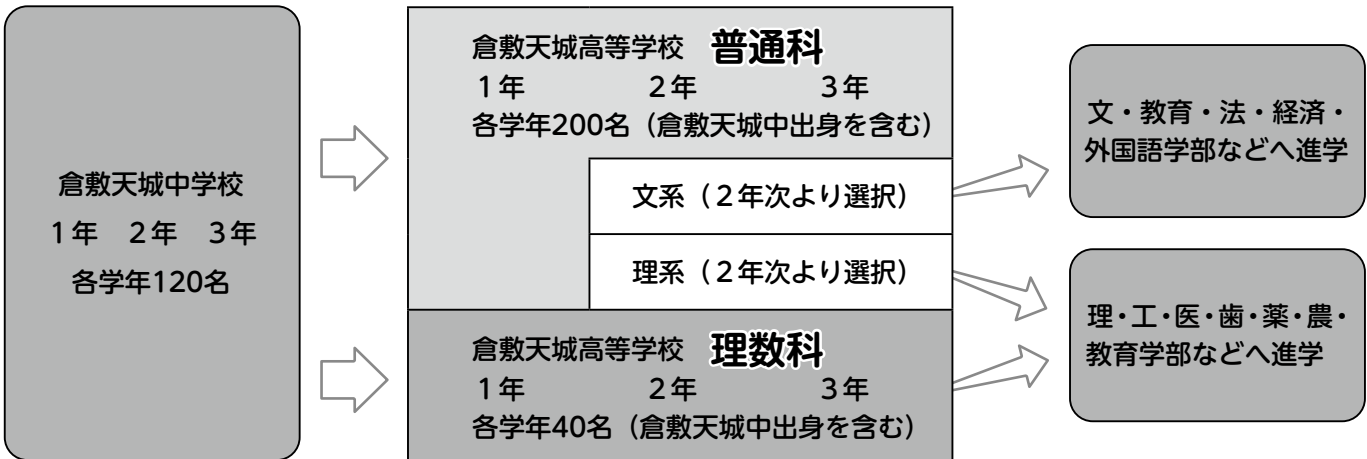 倉敷天城中学校
1年 2年 3年
各学年120名
倉敷天城高等学校 普通科
1年 2年 3年
各学年200名（倉敷天城中出身を含む）
文系（２年次より選択）
理系（２年次より選択）
倉敷天城高等学校 理数科
1年 2年 3年
各学年40名（倉敷天城中出身を含む）
文・教育・法・経済・
外国語学部などへ進学
理・工・医・歯・薬・農・
教育学部などへ進学